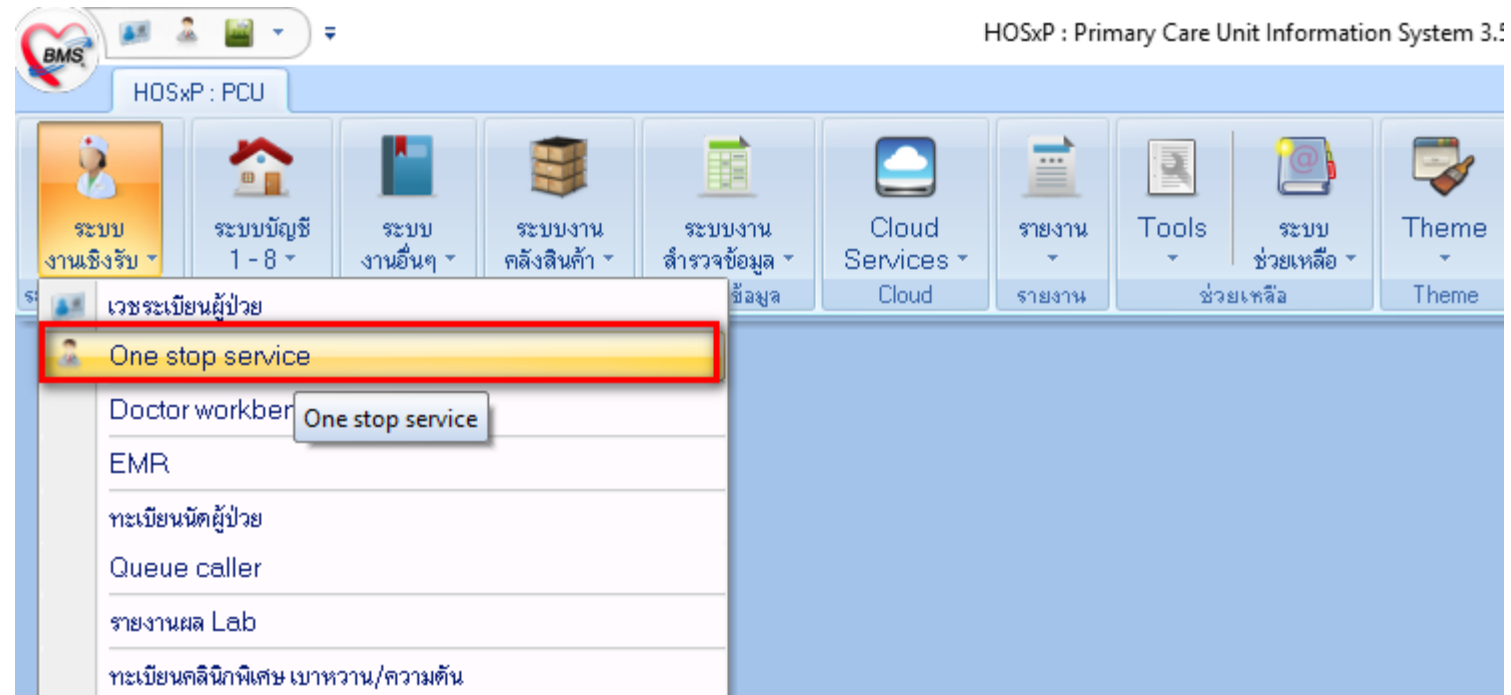 BMS
HOSxP : Primary Care Unit Information System 3.5
HOSxP : PCU
ระบบ
งานเชิงรับ
ระบบบัญชี
1 - 8
ระบบ
งานอื่นๆ
ระบบงาน
คลังสินค้า
ระบบงาน
สำรวจข้อมูล
Cloud
Services
รายงาน
Tools
ระบบ
ช่วยเหลือ
Theme
ข้อมูล
Cloud
รายงาน
ช่วยเหลือ
Theme
เวชระเบียนผู้ป่วย
One stop service
Doctor workben
One stop service
EMR
ทะเบียนนัดผู้ป่วย
Queue caller
รายงานผล Lab
ทะเบียนคลินิกพิเศษ เบาหวาน/ความดัน